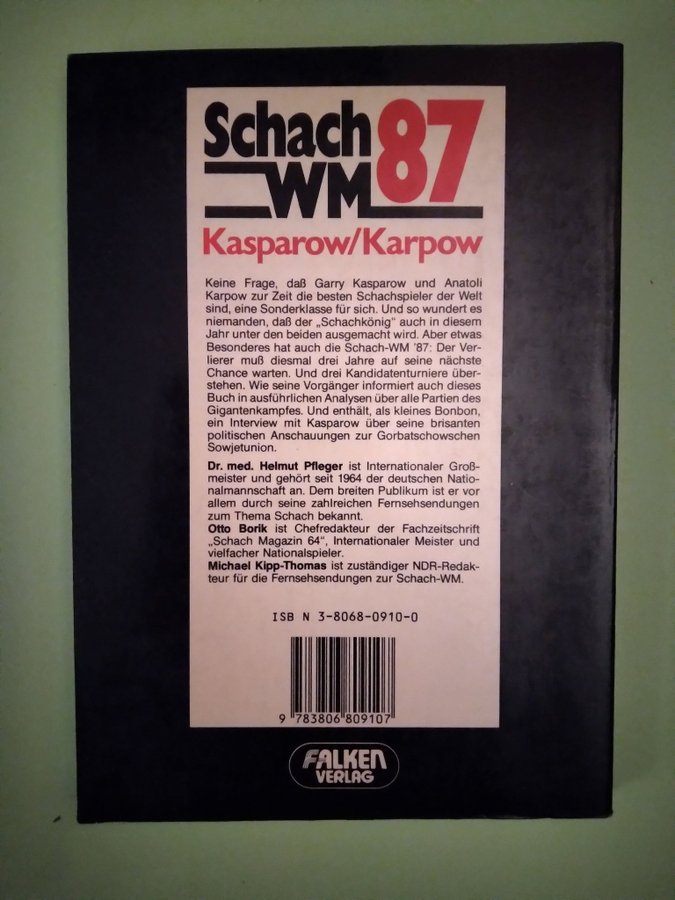 Schach
WM 87
Kasparow/Karpow
Keine Frage, daß Garry Kasparow und Anatoli
Karpow zur Zeit die besten Schachspieler der Welt
sind, eine Sonderklasse für sich. Und so wundert es
niemanden, daß der „Schachkönig" auch in diesem
Jahr unter den beiden ausgemacht wird. Aber etwas
Besonderes hat auch die Schach-WM '87: Der Ver-
lierer muß diesmal drei Jahre auf seine nächste
Chance warten. Und drei Kandidatenturniere über-
stehen. Wie seine Vorgänger informiert auch dieses
Buch in ausführlichen Analysen über alle Partien des
Gigantenkampfes. Und enthält, als kleines Bonbon,
ein Interview mit Kasparow über seine brisanten
politischen Anschauungen zur Gorbatschowschen
Sowjetunion.
Dr. med. Helmut Pfleger ist Internationaler Groß-
meister und gehört seit 1964 der deutschen Natio-
nalmannschaft an. Dem breiten Publikum ist er vor
allem durch seine zahlreichen Fernsehsendungen
zum Thema Schach bekannt.
Otto Borik ist Chefredakteur der Fachzeitschrift
„Schach Magazin 64", Internationaler Meister und
vielfacher Nationalspieler.
Michael Kipp-Thomas ist zuständiger NDR-Redak-
teur für die Fernsehsendungen zur Schach-WM.
ISB N 3-8068-0910-0
9 783806 809107
FALKEN
VERLAG